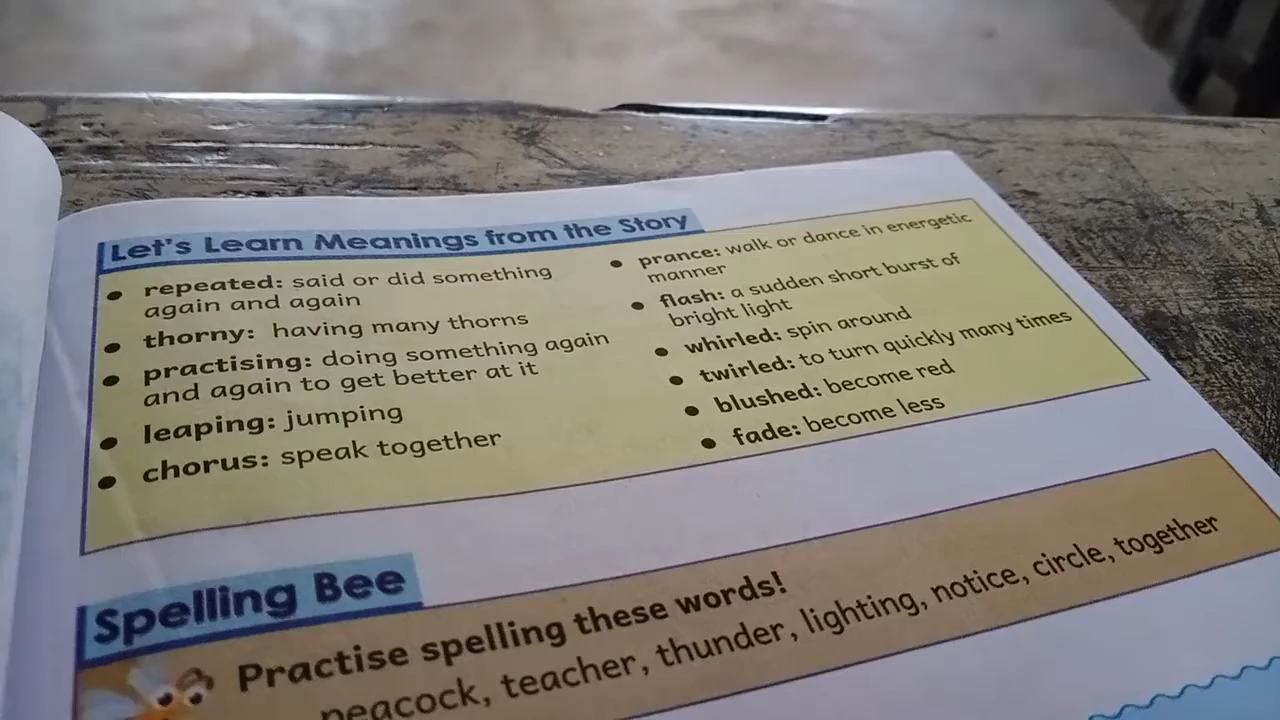 Let's Learn Meanings from the Story
repeated: said or did something
again and again
thorny: having many thorns
practising: doing something again
and again to get better at it
leaping: jumping
chorus: speak together
prance: walk or dance in energetic
manner
flash: a sudden short burst of
bright light
whirled: spin around
twirled: to turn quickly many times
blushed: become red
fade: become less
Spelling Bee
Practise spelling these words!
peacock, teacher, thunder, lighting, notice, circle, together